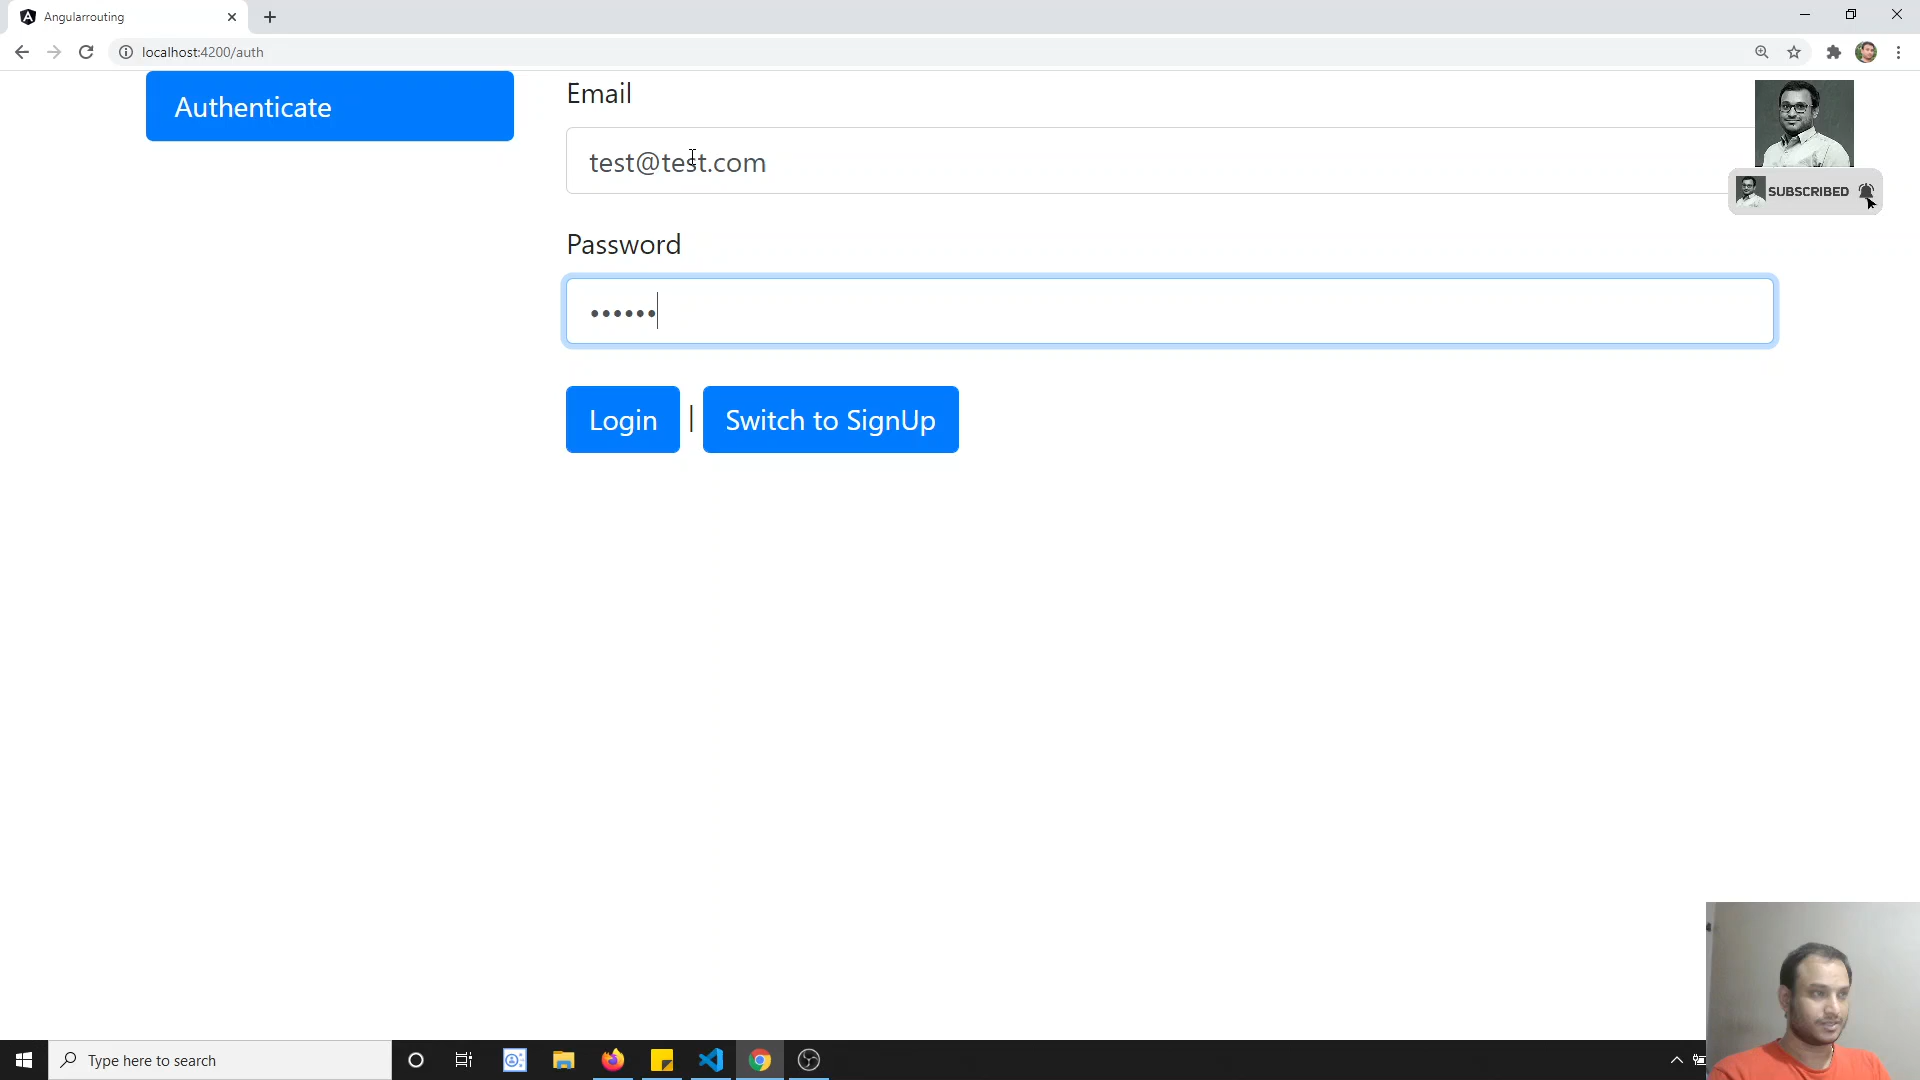 Angularrouting
localhost:4200/auth
Authenticate
Email
test@test.com
SUBSCRIBED
Password
••••••
Login | Switch to SignUp
Type here to search